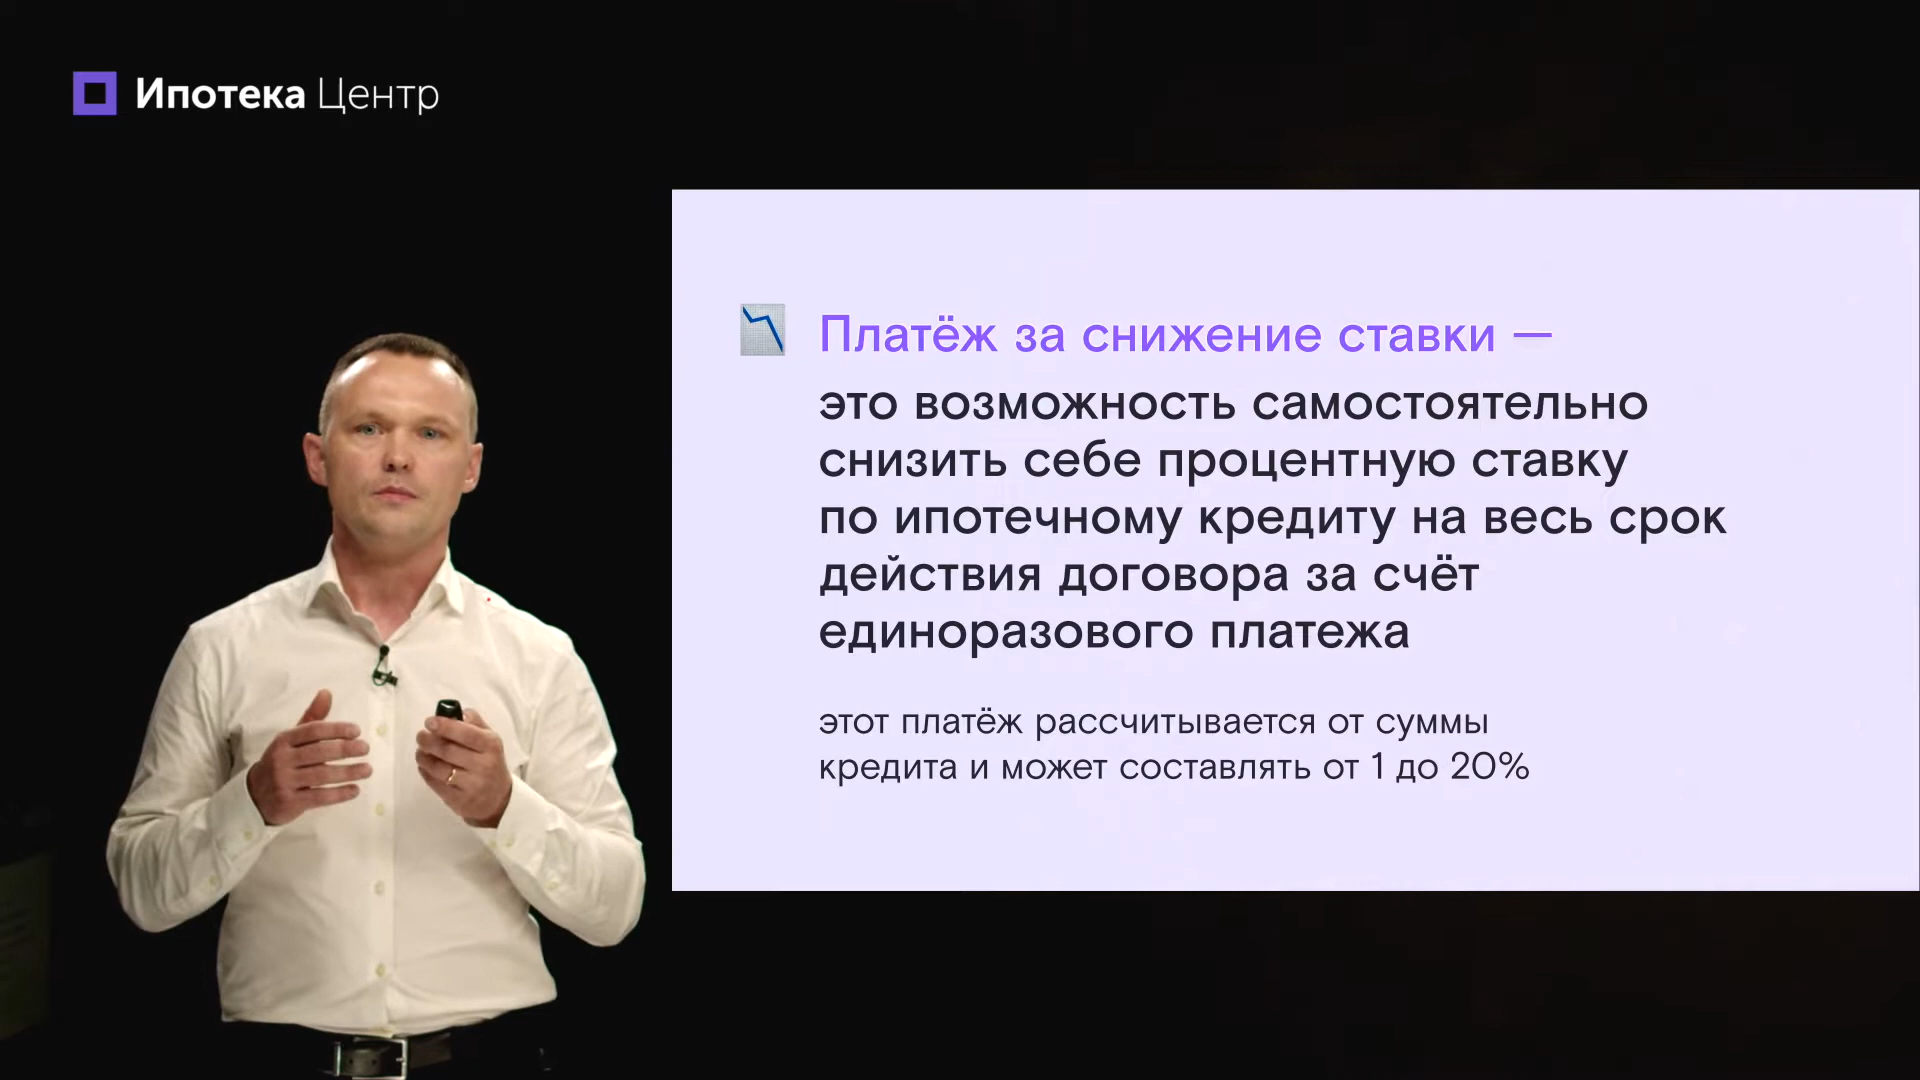 Ипотека Центр
Платёж за снижение ставки —
это возможность самостоятельно
снизить себе процентную ставку
по ипотечному кредиту на весь срок
действия договора за счёт
единоразового платежа
этот платёж рассчитывается от суммы
кредита и может составлять от 1 до 20%